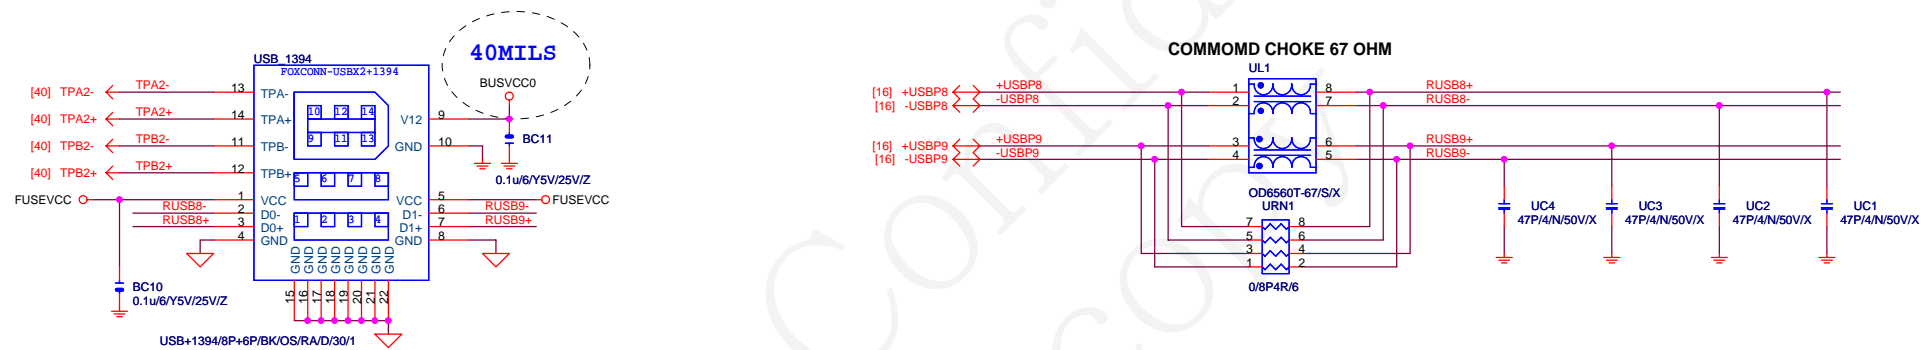 40MILS
BUSVCC0
USB_1394
FOXCONN-USBX2+1394
[40] TPA2- TPA2- 13 TPA-
[40] TPA2+ TPA2+ 14 TPA+
[40] TPB2- TPB2- 11 TPB-
[40] TPB2+ TPB2+ 12 TPB+
10 12 14
9 11 13
V12 9
GND 10
BC11
0.1u/6/Y5V/25V/Z
5 6 7 8
1 2 3 4
FUSEVCC 1 VCC
RUSB8- 2 D0-
RUSB8+ 3 D0+
4 GND
VCC 5 FUSEVCC
D1- 6 RUSB9-
D1+ 7 RUSB9+
GND 8
GND GND GND GND GND GND GND GND
15 16 17 18 19 20 21 22
BC10
0.1u/6/Y5V/25V/Z
USB+1394/8P+6P/BK/OS/RA/D/30/1
COMMOMD CHOKE 67 OHM
UL1
[16] +USBP8 +USBP8 1 8 RUSB8+
[16] -USBP8 -USBP8 2 7 RUSB8-
[16] +USBP9 +USBP9 3 6 RUSB9+
[16] -USBP9 -USBP9 4 5 RUSB9-
OD6560T-67/S/X
URN1
7 8
5 6
3 4
1 2
0/8P4R/6
UC4
47P/4/N/50V/X
UC3
47P/4/N/50V/X
UC2
47P/4/N/50V/X
UC1
47P/4/N/50V/X